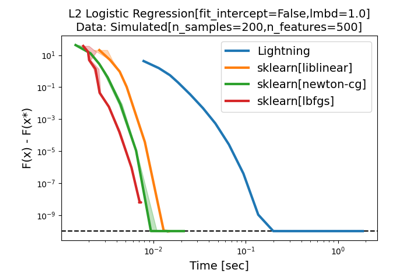 L2 Logistic Regression[fit_intercept=False,lmbd=1.0]
Data: Simulated[n_samples=200,n_features=500]
Lightning
sklearn[liblinear]
sklearn[newton-cg]
sklearn[lbfgs]
F(x) - F(x*)
10¹
10⁻¹
10⁻³
10⁻⁵
10⁻⁷
10⁻⁹
10⁻² 10⁻¹ 10⁰
Time [sec]